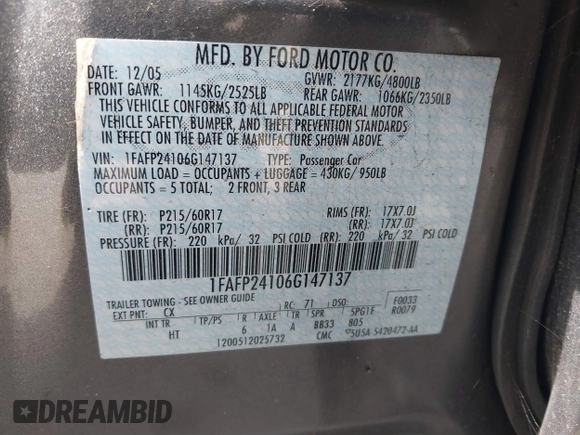 MFD. BY FORD MOTOR CO.
DATE: 12/05 GVWR: 2177KG/4800LB
FRONT GAWR: 1145KG/2525LB REAR GAWR: 1066KG/2350LB
THIS VEHICLE CONFORMS TO ALL APPLICABLE FEDERAL MOTOR
VEHICLE SAFETY, BUMPER, AND THEFT PREVENTION STANDARDS
IN EFFECT ON THE DATE OF MANUFACTURE SHOWN ABOVE.
VIN: 1FAFP24106G147137 TYPE: Passenger Car
MAXIMUM LOAD = OCCUPANTS + LUGGAGE = 430KG/950LB
OCCUPANTS = 5 TOTAL; 2 FRONT, 3 REAR
TIRE (FR): P215/60R17 RIMS (FR): 17X7.0J
(RR): P215/60R17 (RR): 17X7.0J
PRESSURE (FR): 220 kPa/ 32 PSI COLD (RR): 220 kPa/ 32 PSI COLD
1FAFP24106G147137
TRAILER TOWING - SEE OWNER GUIDE F0033
EXT PNT: CX RC: 71 DSO: R0079
INT TR TP/PS R AXLE TR SPR 5PG1F
HT 6 1A A BB33 B05
1200512025732 CMC 5U5A-5420472-AA
DREAMBID